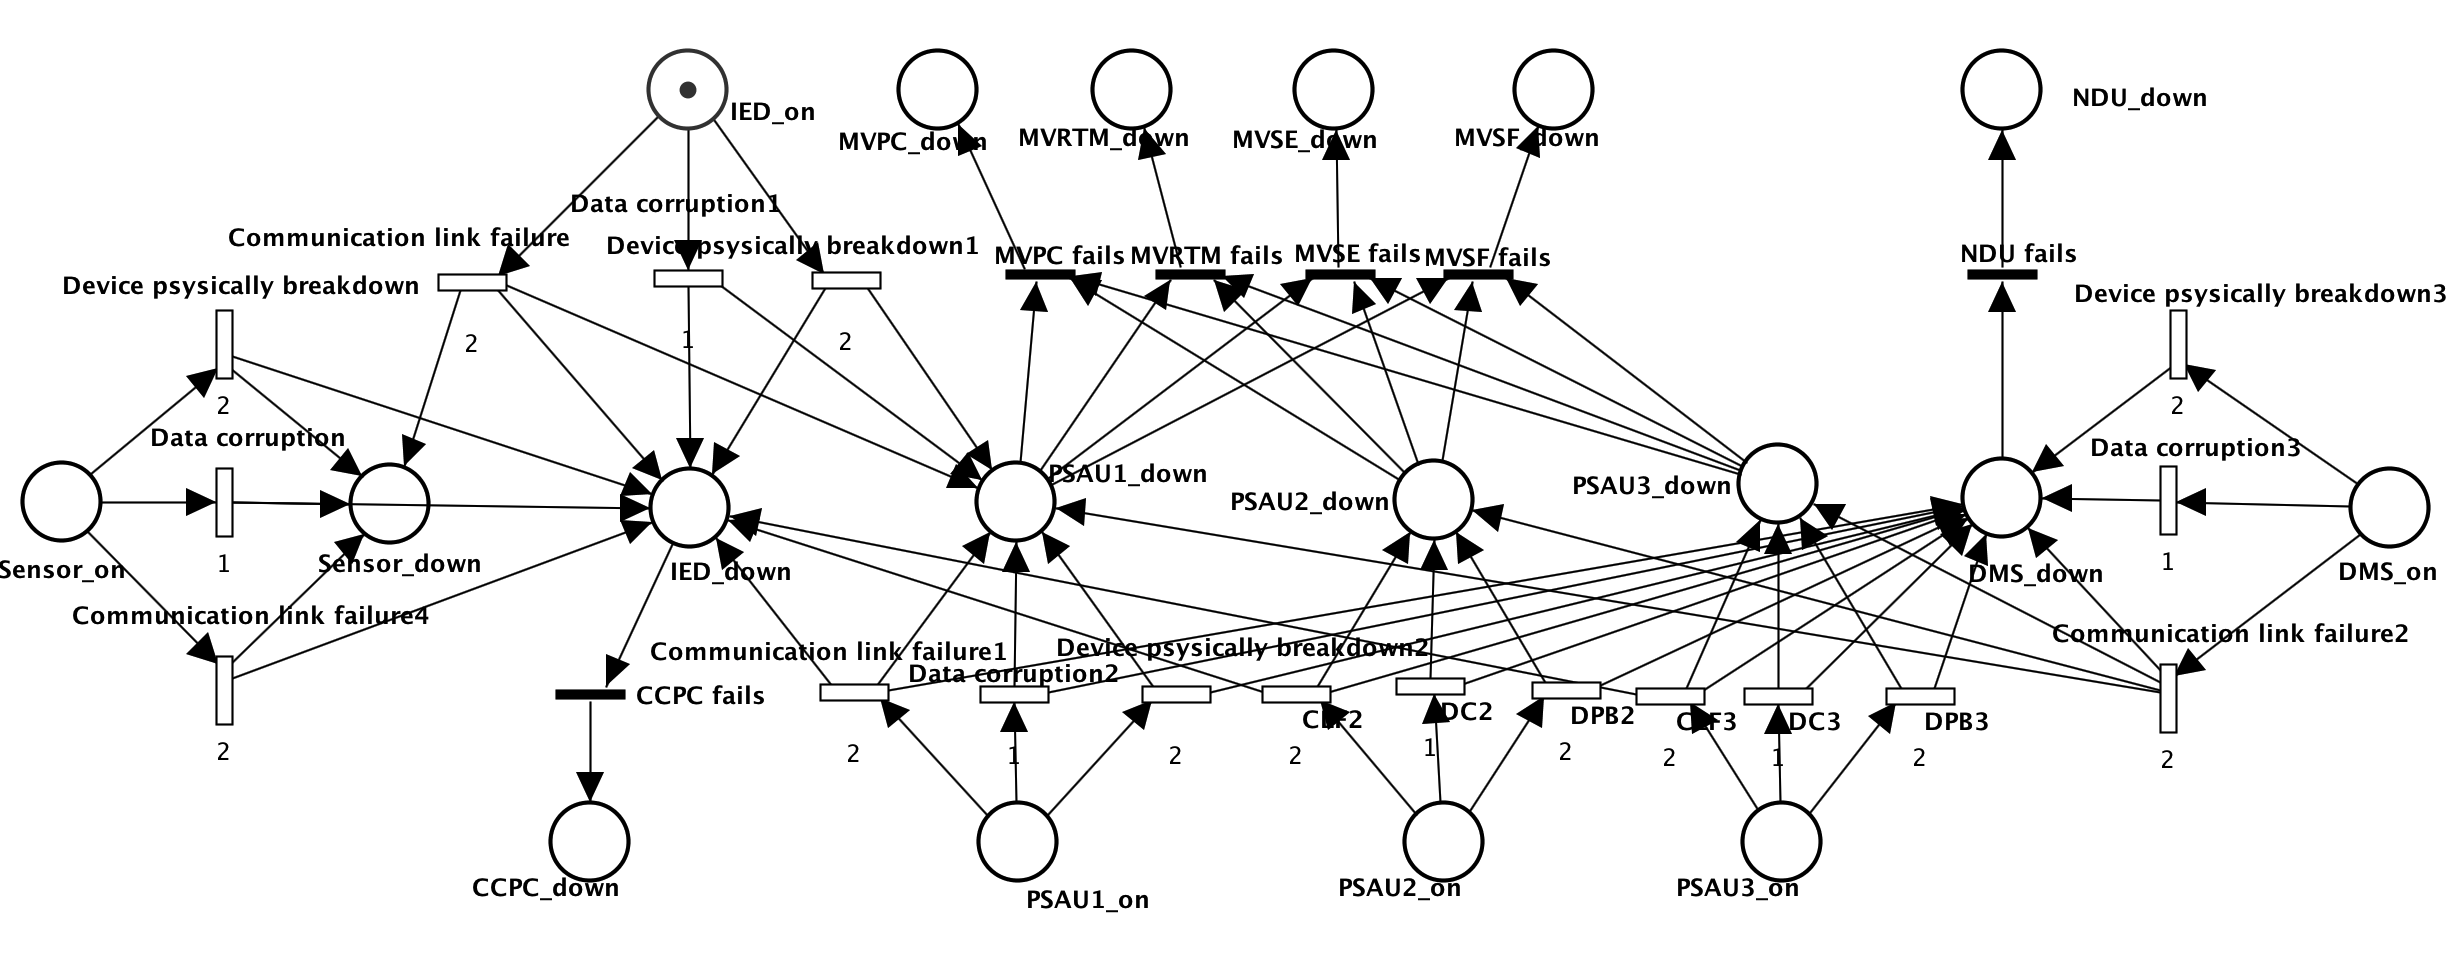 IED_on
NDU_down
MVPC_down
MVRTM_down
MVSE_down
MVSF_down
Data corruption1
Communication link failure
Device psysically breakdown1
MVPC fails
MVRTM fails
MVSE fails
MVSF fails
NDU fails
Device psysically breakdown
Device psysically breakdown3
2
1
2
2
2
Data corruption
Data corruption3
PSAU1_down
PSAU2_down
PSAU3_down
1
1
Sensor_on
Sensor_down
IED_down
DMS_down
DMS_on
Communication link failure4
Communication link failure2
Communication link failure1
Device psysically breakdown2
Data corruption2
CCPC fails
CLF2
DC2
DPB2
CLF3
DC3
DPB3
2
2
1
2
2
1
2
2
1
2
2
CCPC_down
PSAU1_on
PSAU2_on
PSAU3_on